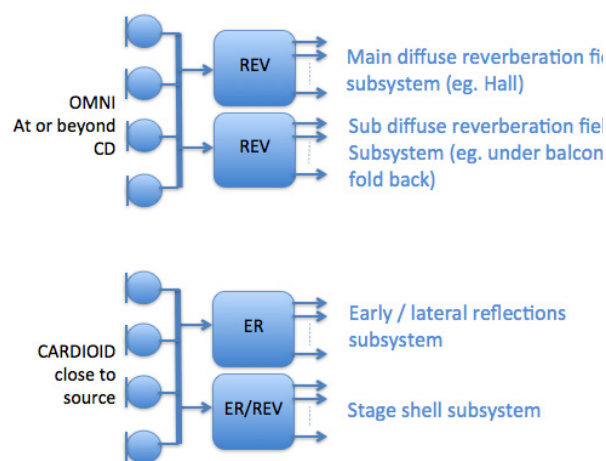 REV
Main diffuse reverberation
subsystem (eg. Hall)
OMNI
At or beyond
CD
REV
Sub diffuse reverberation
Subsystem (eg. under
fold back)
ER
Early / lateral reflections
subsystem
CARDIOID
close to
source
ER/REV
Stage shell subsystem